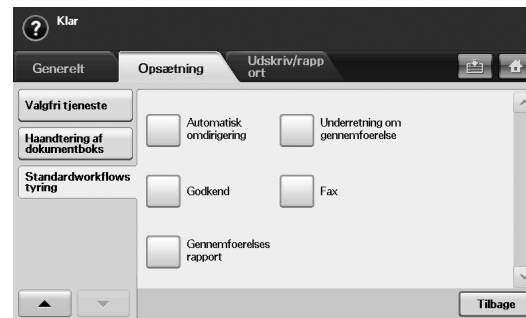 ? Klar
Generelt
Opsætning
Udskriv/rapp
ort
Valgfri tjeneste
Haandtering af
dokumentboks
Standardworkflows
tyring
Automatisk
omdirigering
Underretning om
gennemfoerelse
Godkend
Fax
Gennemfoerelses
rapport
Tilbage